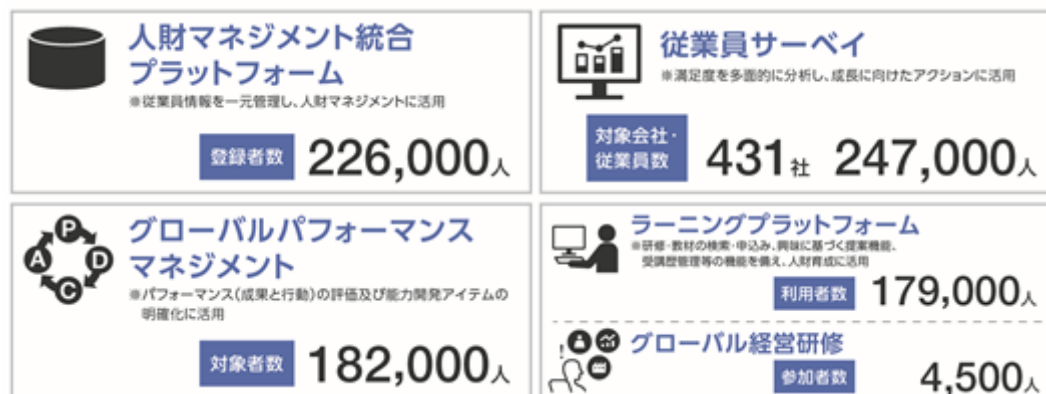 人財マネジメント統合
プラットフォーム
※従業員情報を一元管理し、人財マネジメントに活用
登録者数 226,000人
従業員サーベイ
※満足度を多面的に分析し、成長に向けたアクションに活用
対象会社・
従業員数 431社 247,000人
P
A D
C
グローバルパフォーマンス
マネジメント
※パフォーマンス(成果と行動)の評価及び能力開発アイテムの
明確化に活用
対象者数 182,000人
ラーニングプラットフォーム
※研修・教材の検索・申込み、興味に基づく提案機能、
受講歴管理等の機能を備え、人財育成に活用
利用者数 179,000人
グローバル経営研修
参加者数 4,500人